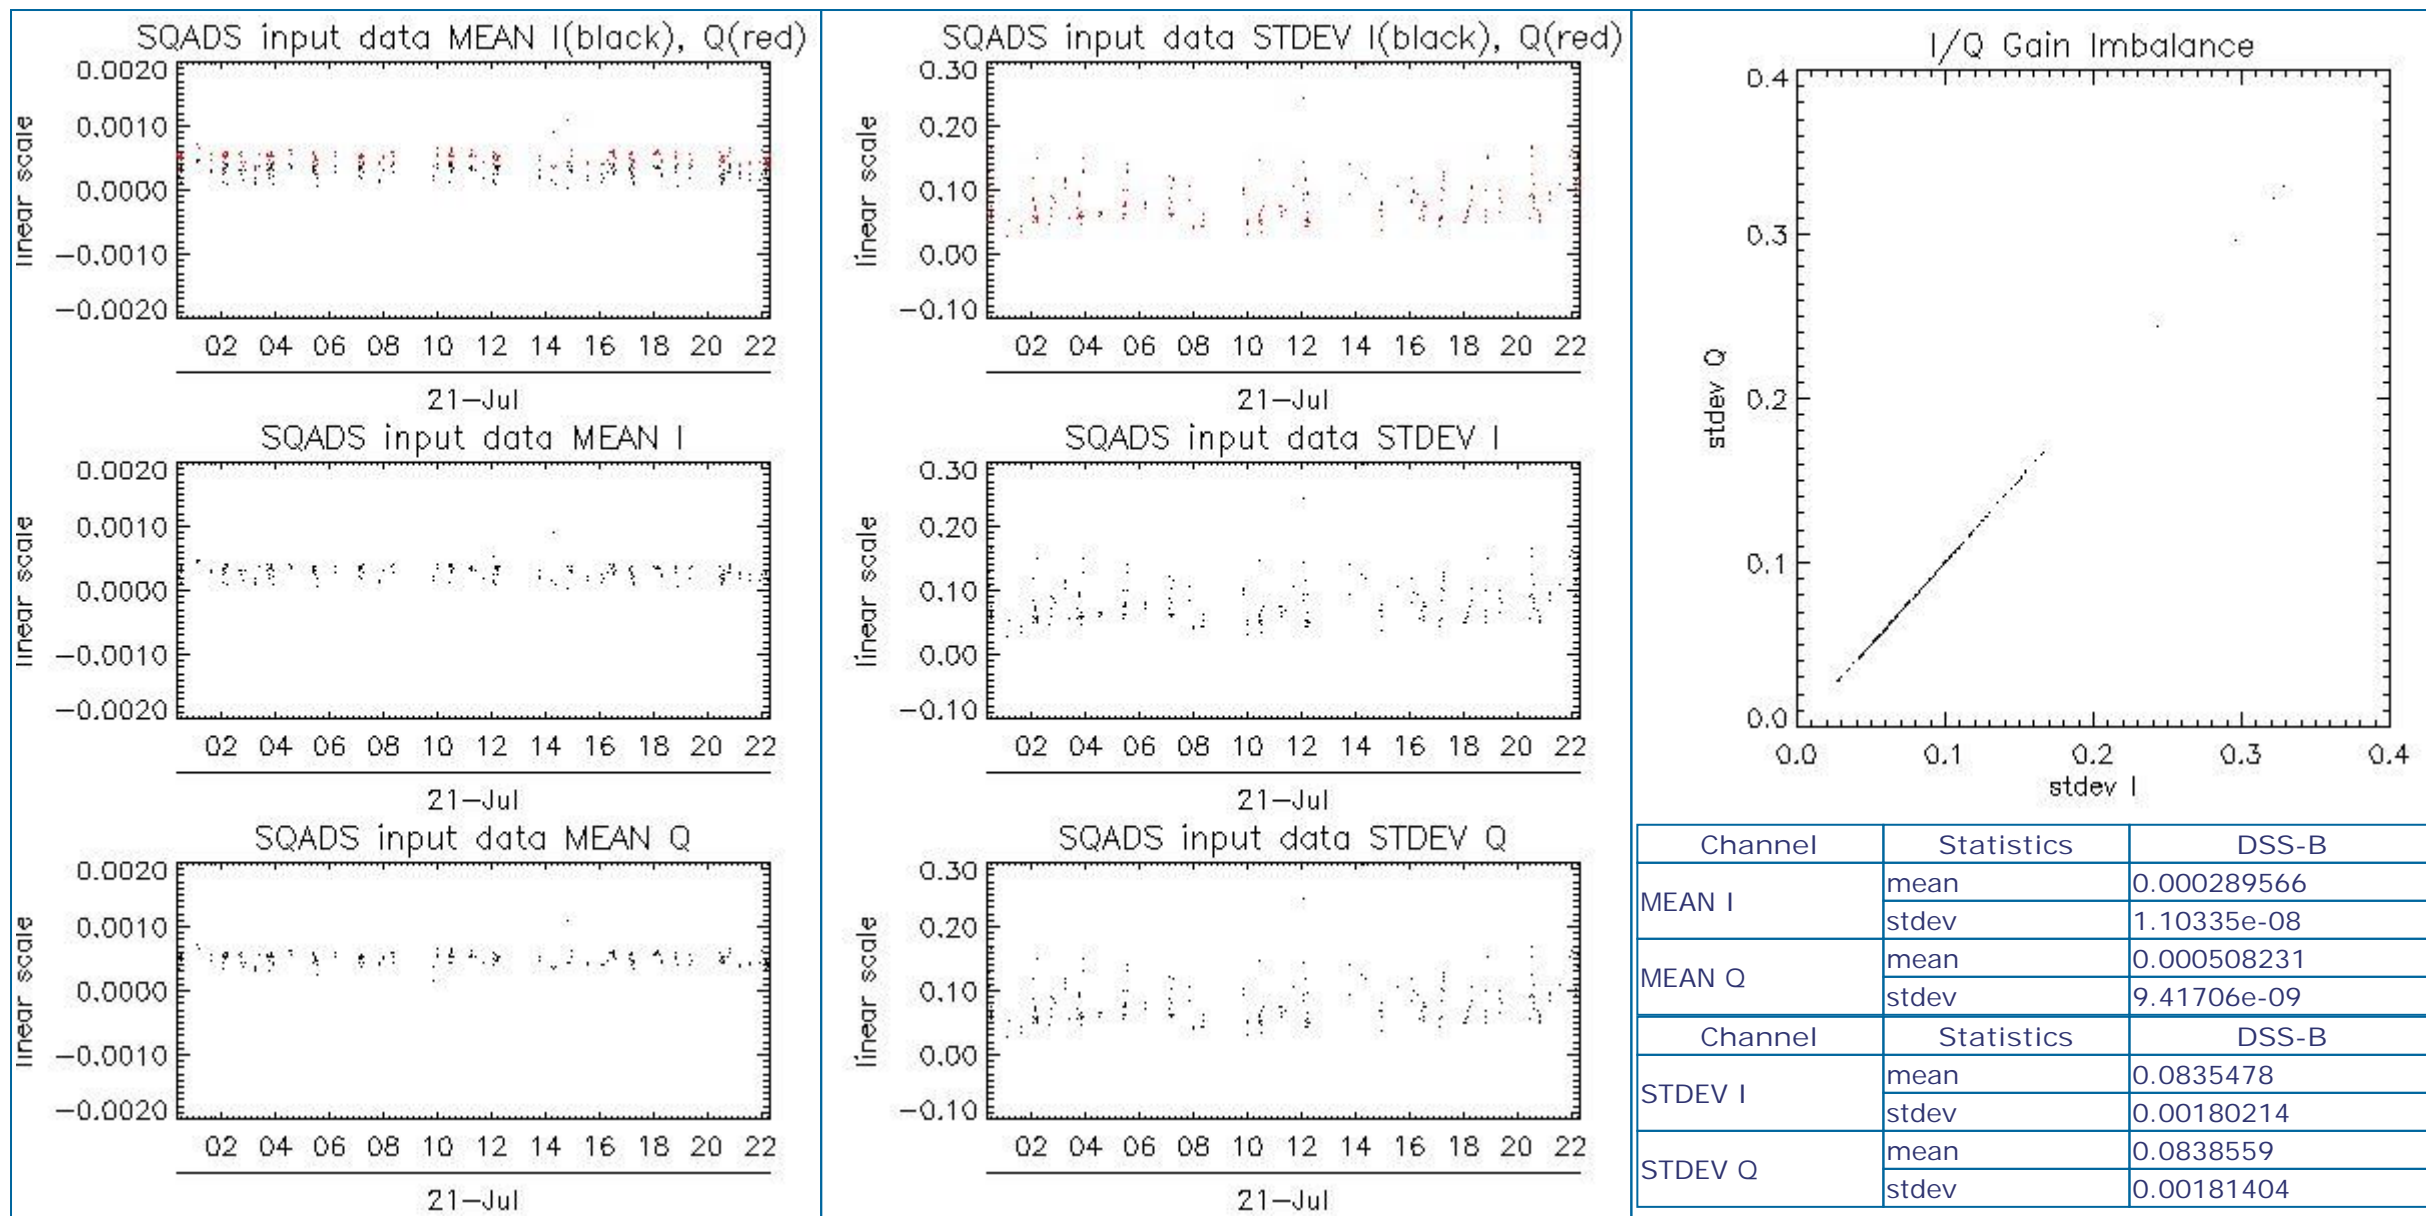 SQADS input data MEAN I(black), Q(red)
0.0020
0.0010
0.0000
−0.0010
−0.0020
linear scale
02 04 06 08 10 12 14 16 18 20 22
21−Jul
SQADS input data MEAN I
0.0020
0.0010
0.0000
−0.0010
−0.0020
linear scale
02 04 06 08 10 12 14 16 18 20 22
21−Jul
SQADS input data MEAN Q
0.0020
0.0010
0.0000
−0.0010
−0.0020
linear scale
02 04 06 08 10 12 14 16 18 20 22
21−Jul
SQADS input data STDEV I(black), Q(red)
0.30
0.20
0.10
0.00
−0.10
linear scale
02 04 06 08 10 12 14 16 18 20 22
21−Jul
SQADS input data STDEV I
0.30
0.20
0.10
0.00
−0.10
linear scale
02 04 06 08 10 12 14 16 18 20 22
21−Jul
SQADS input data STDEV Q
0.30
0.20
0.10
0.00
−0.10
linear scale
02 04 06 08 10 12 14 16 18 20 22
21−Jul
I/Q Gain Imbalance
0.4
0.3
0.2
0.1
0.0
stdev Q
0.0 0.1 0.2 0.3 0.4
stdev I
Channel Statistics DSS-B
MEAN I mean 0.000289566
stdev 1.10335e-08
MEAN Q mean 0.000508231
stdev 9.41706e-09
Channel Statistics DSS-B
STDEV I mean 0.0835478
stdev 0.00180214
STDEV Q mean 0.0838559
stdev 0.00181404